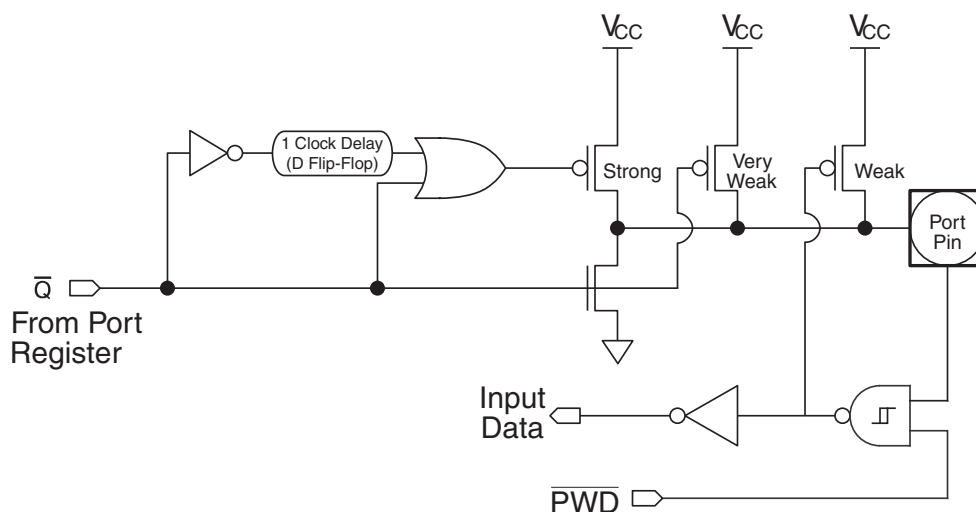 VCC
VCC
VCC
1 Clock Delay
(D Flip-Flop)
Strong
Very
Weak
Weak
Port
Pin
Q̅
From Port
Register
Input
Data
P̅W̅D̅